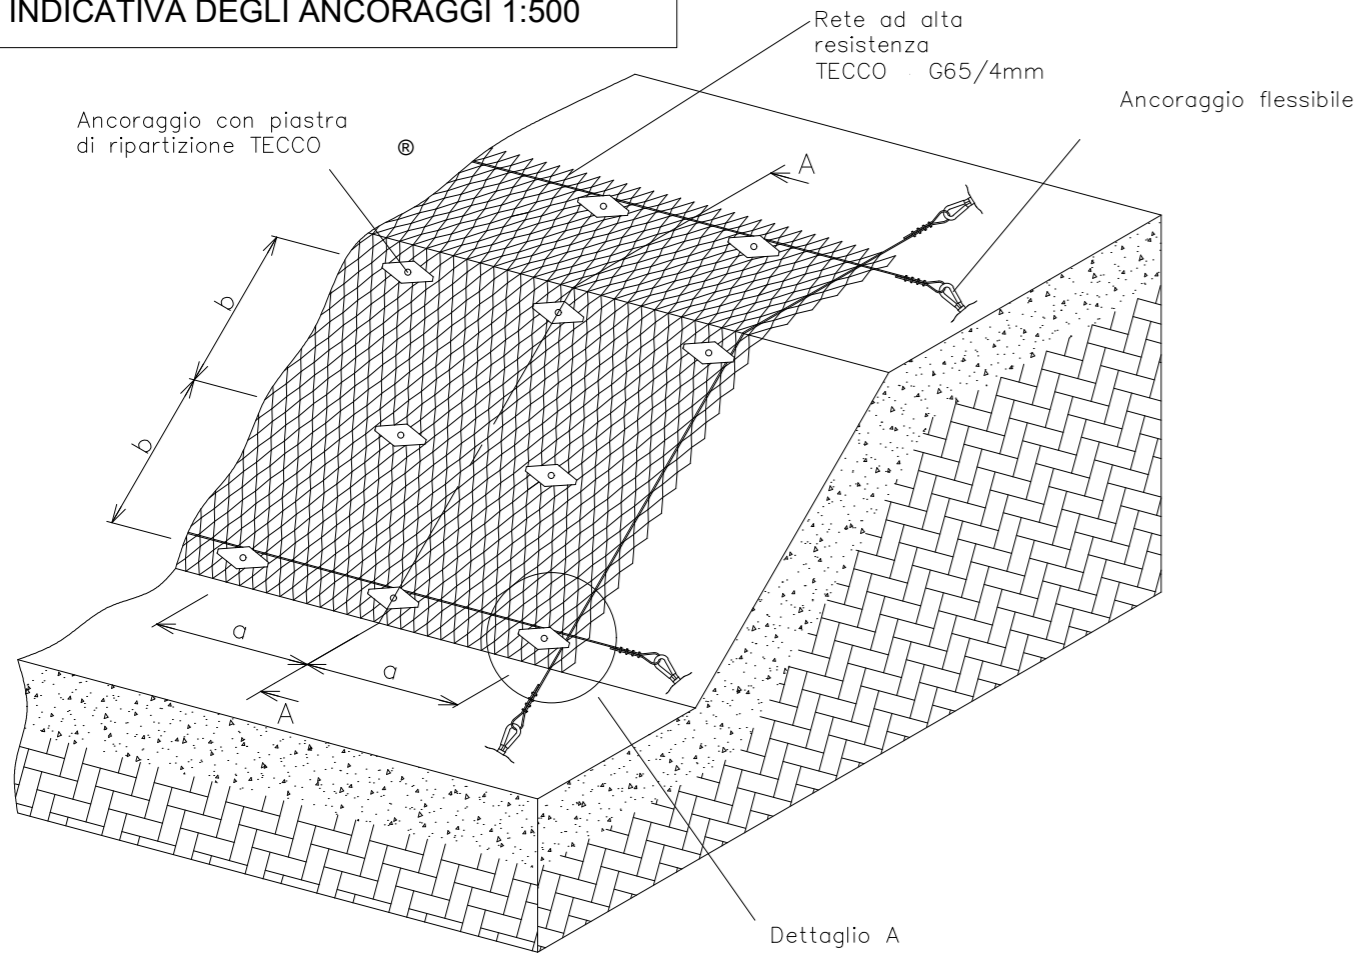 INDICATIVA DEGLI ANCORAGGI 1:500
Rete ad alta
resistenza
TECCO G65/4mm
Ancoraggio flessibile
Ancoraggio con piastra
di ripartizione TECCO ®
A
b
b
a
a
A
Dettaglio A